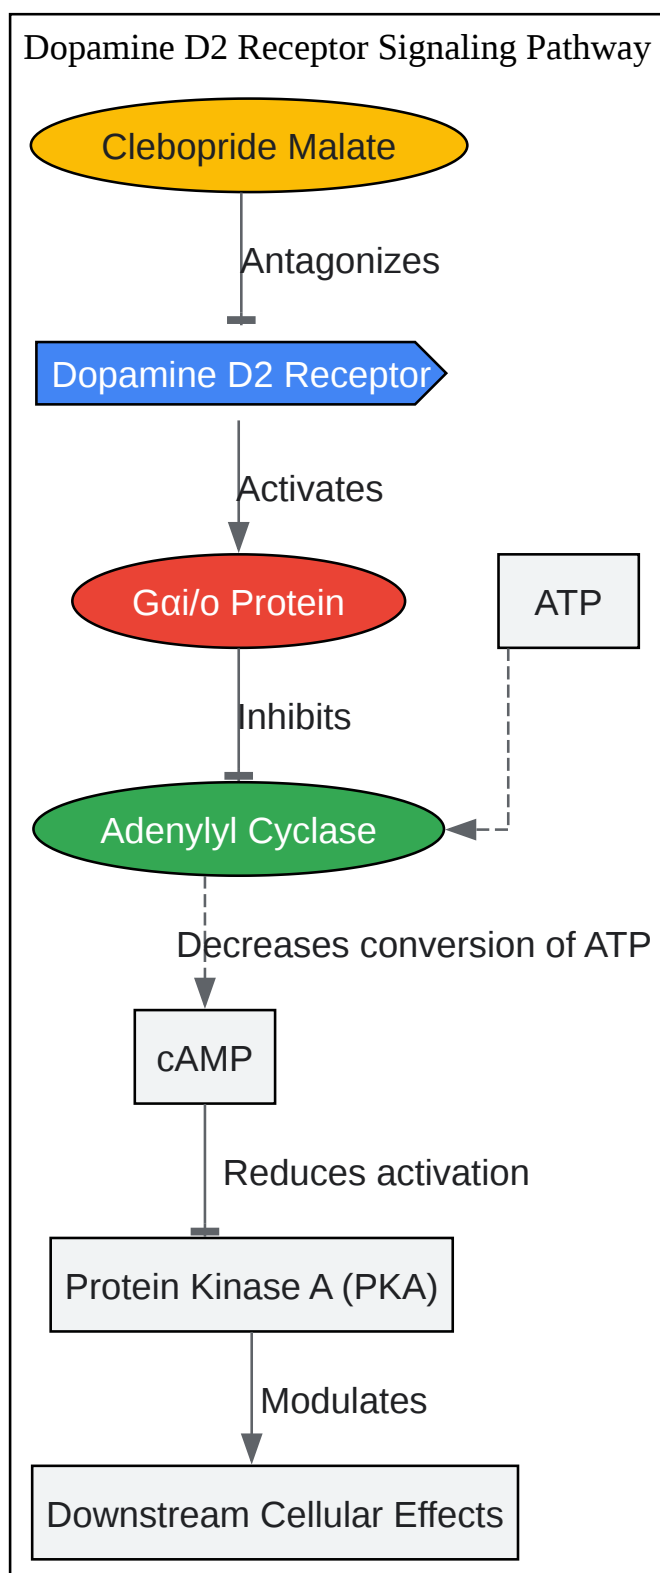 Dopamine D2 Receptor Signaling Pathway
Clebopride Malate
Antagonizes
Dopamine D2 Receptor
Activates
Gαi/o Protein
ATP
Inhibits
Adenylyl Cyclase
Decreases conversion of ATP
cAMP
Reduces activation
Protein Kinase A (PKA)
Modulates
Downstream Cellular Effects